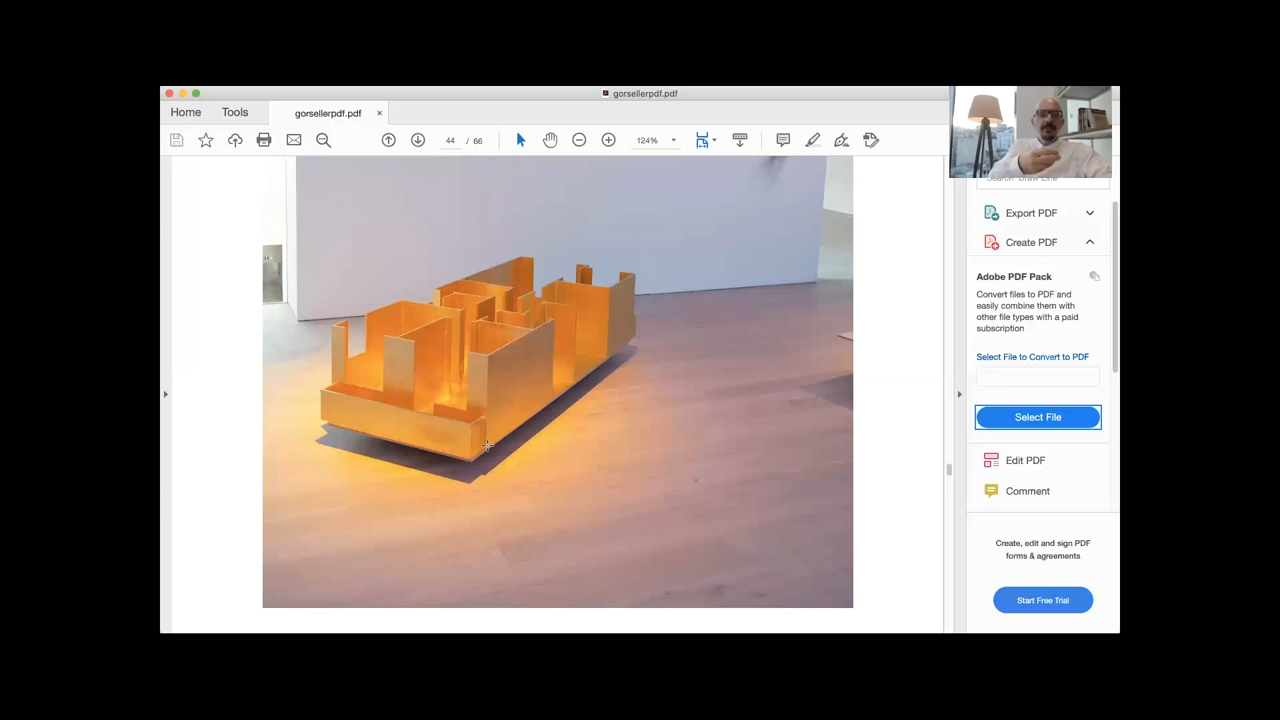 gorsellerpdf.pdf
Home
Tools
gorsellerpdf.pdf ×
44 / 66
124%
Export PDF
Create PDF
Adobe PDF Pack
Convert files to PDF and
easily combine them with
other file types with a paid
subscription
Select File to Convert to PDF
Select File
Edit PDF
Comment
Create, edit and sign PDF
forms & agreements
Start Free Trial